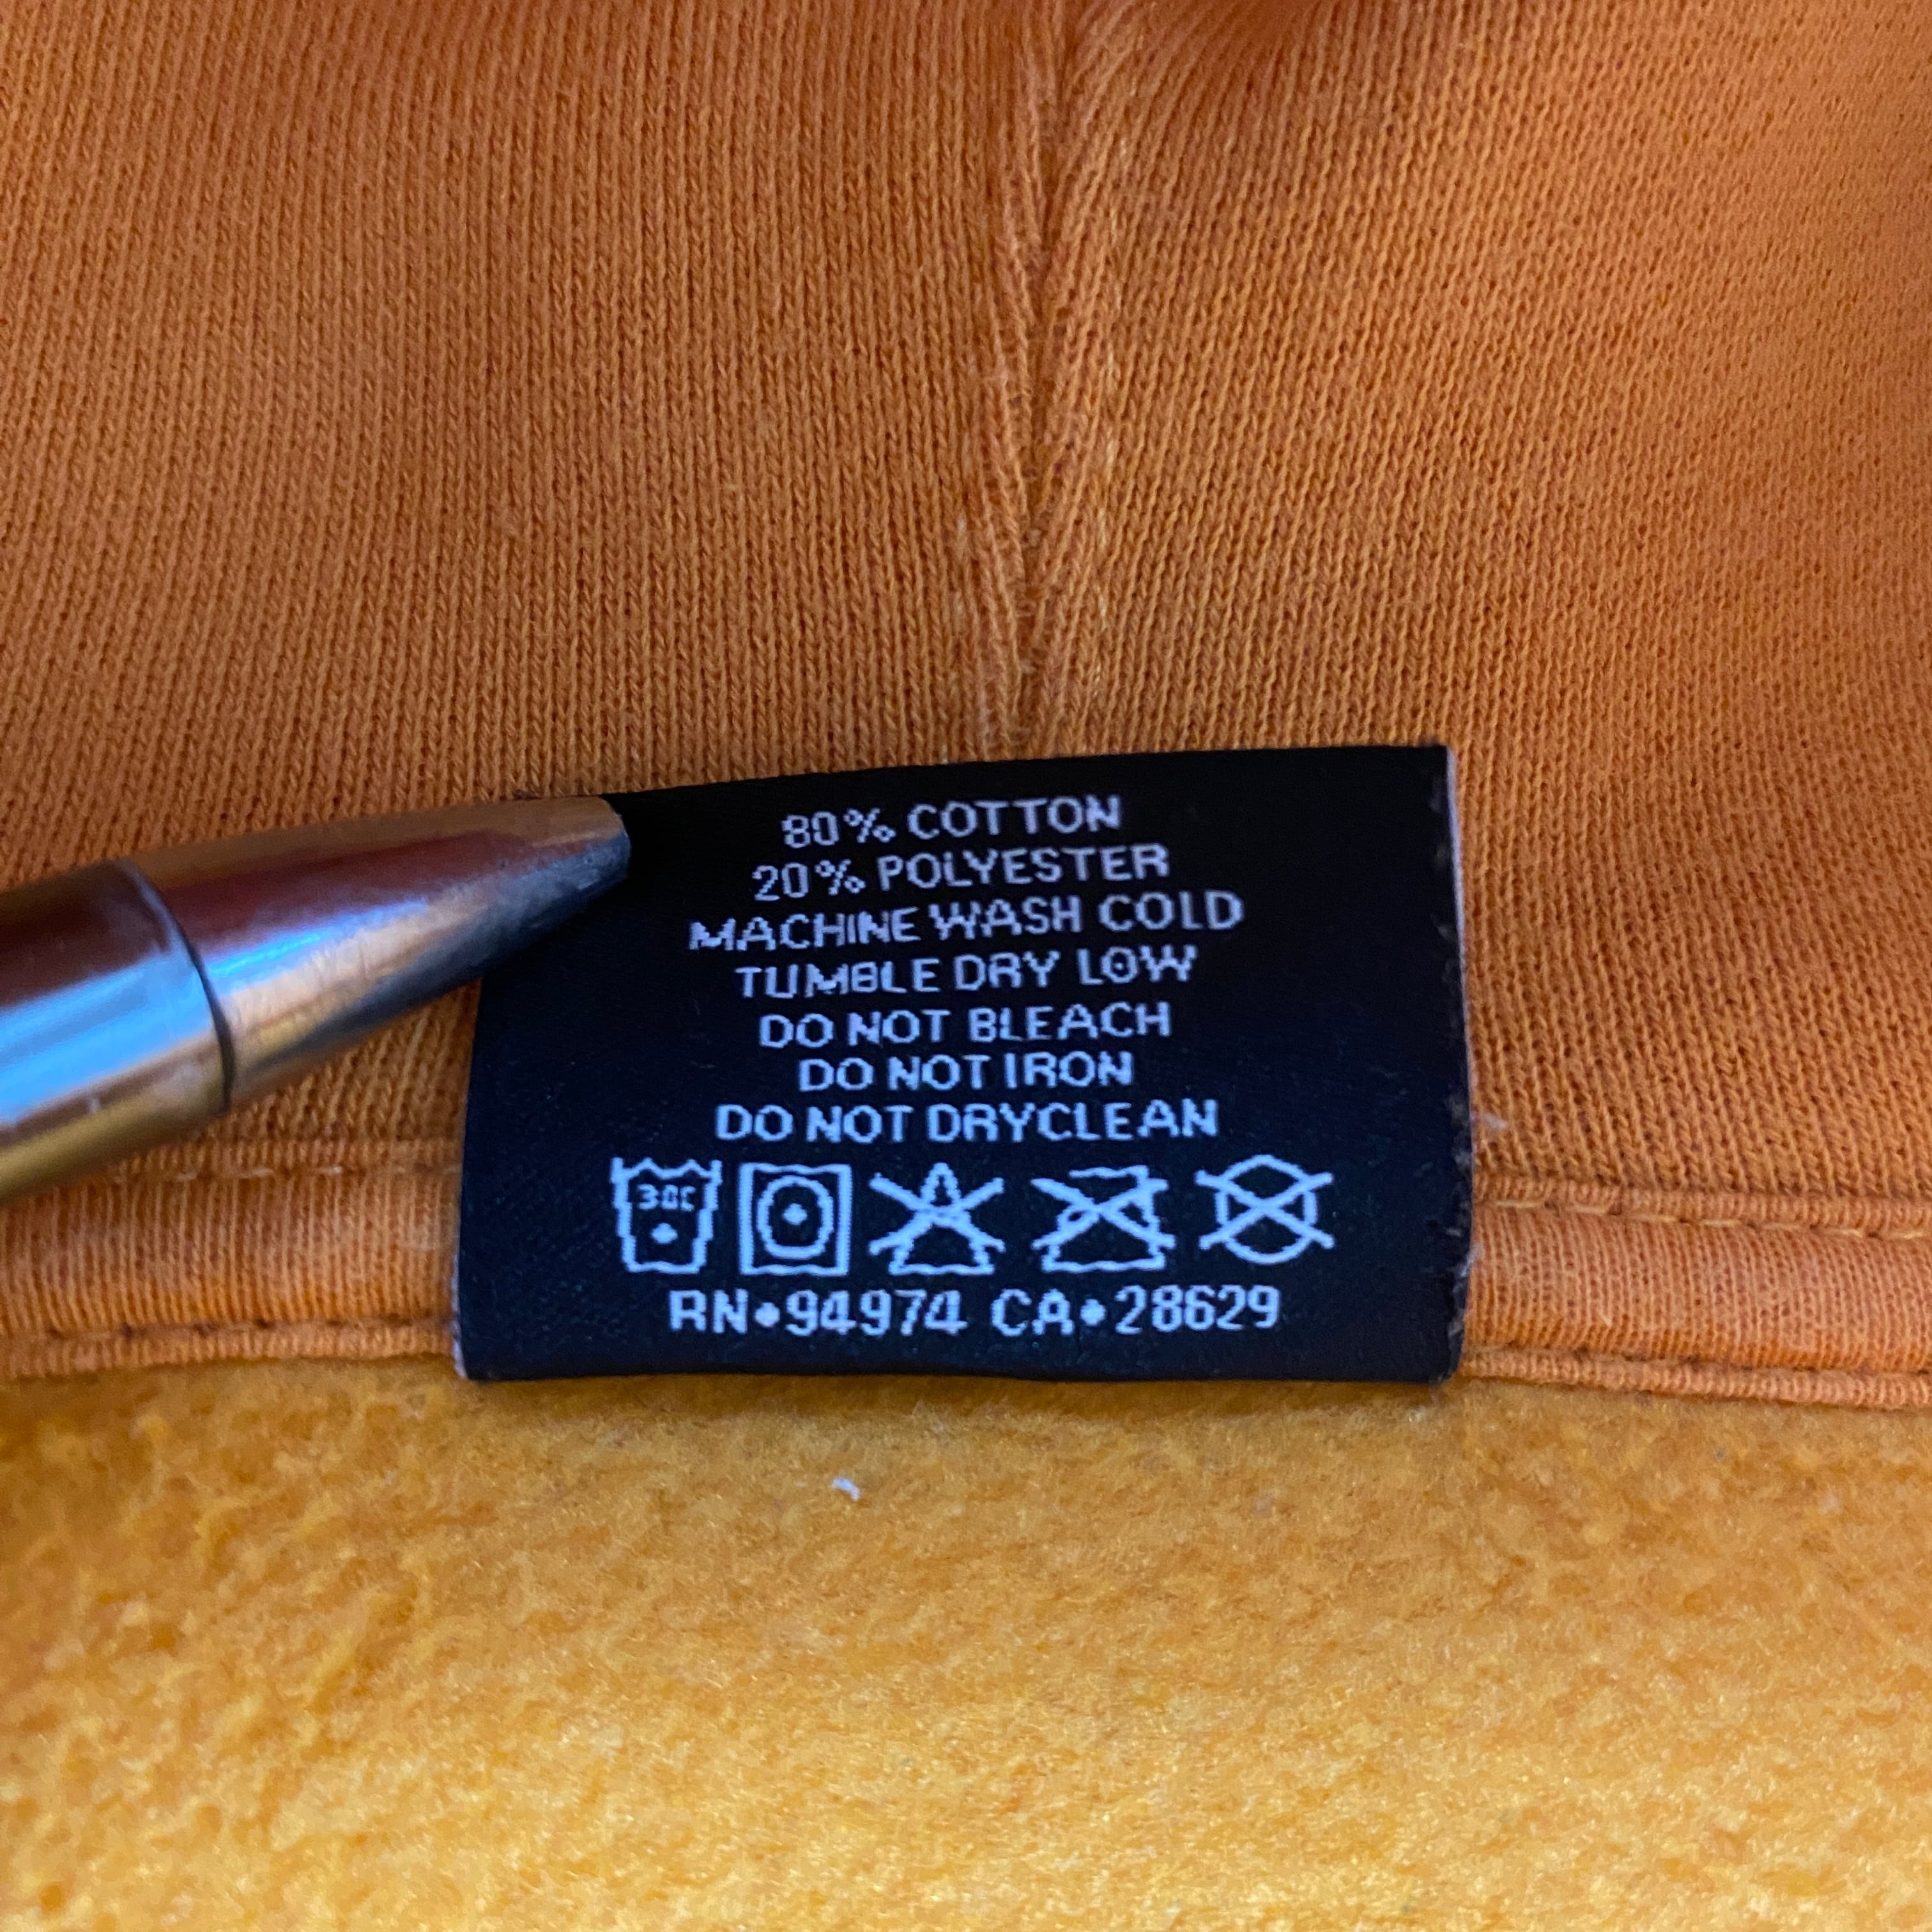 80% COTTON
20% POLYESTER
MACHINE WASH COLD
TUMBLE DRY LOW
DO NOT BLEACH
DO NOT IRON
DO NOT DRYCLEAN
30C
RN•94974 CA•28629